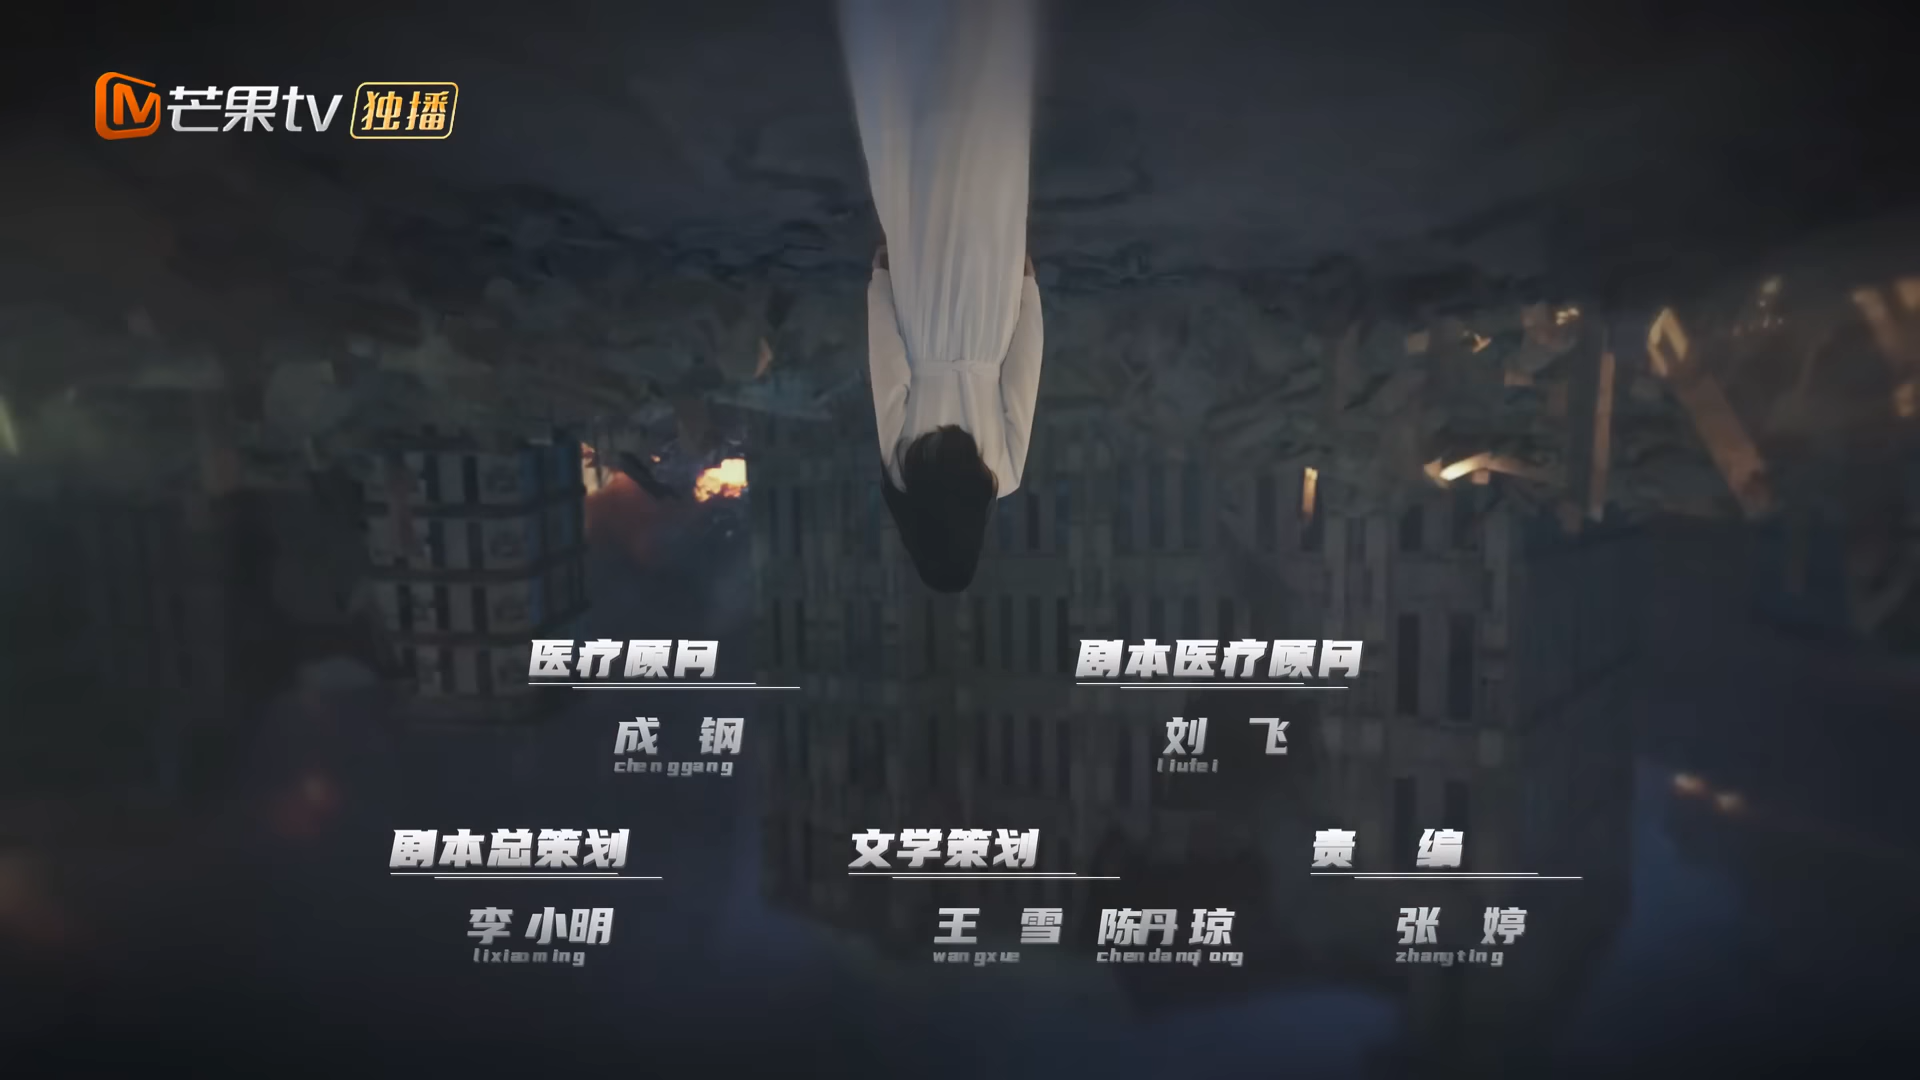 芒果tv 独播
医疗顾问
剧本医疗顾问
成 钢
chenggang
刘 飞
liufei
剧本总策划
文学策划
责 编
李小明
lixiaoming
王 雪
wangxue
陈丹琼
chendanqiong
张 婷
zhangting